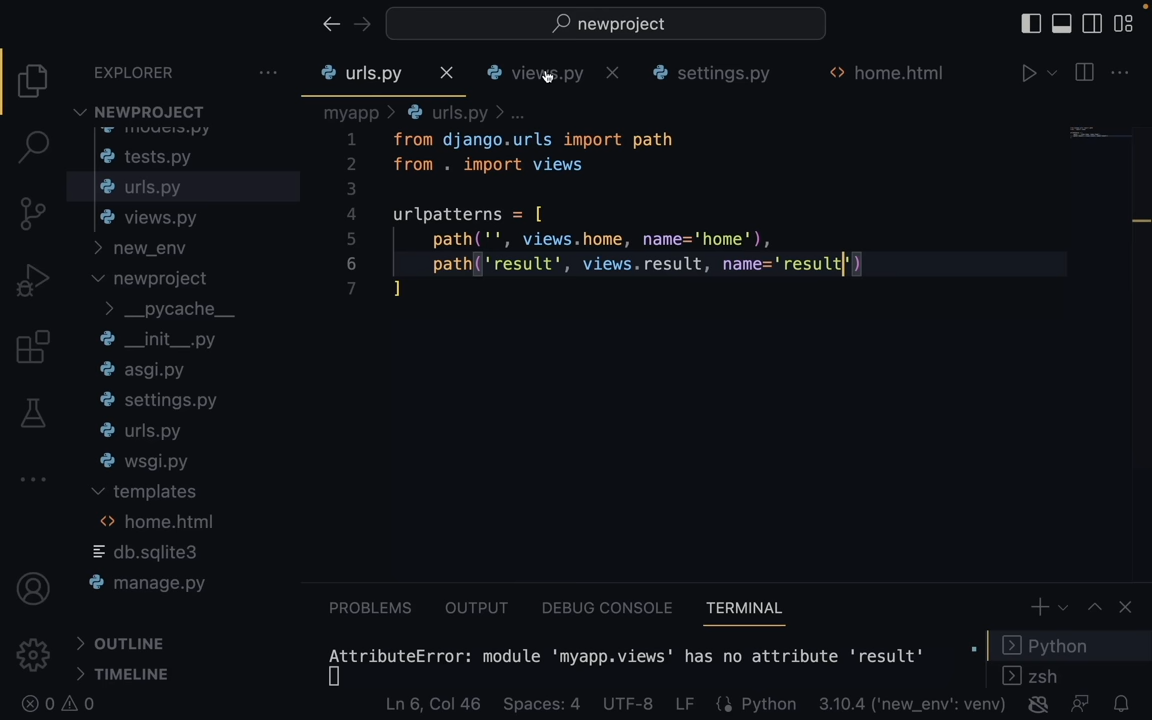 newproject
EXPLORER
urls.py
views.py
settings.py
home.html
NEWPROJECT
models.py
tests.py
urls.py
views.py
new_env
newproject
__pycache__
__init__.py
asgi.py
settings.py
urls.py
wsgi.py
templates
home.html
db.sqlite3
manage.py
OUTLINE
TIMELINE
myapp > urls.py > ...
1 from django.urls import path
2 from . import views
3
4 urlpatterns = [
5 path('', views.home, name='home'),
6 path('result', views.result, name='result')
7 ]
PROBLEMS OUTPUT DEBUG CONSOLE TERMINAL
AttributeError: module 'myapp.views' has no attribute 'result'
Python
zsh
0 0 Ln 6, Col 46 Spaces: 4 UTF-8 LF Python 3.10.4 ('new_env': venv)